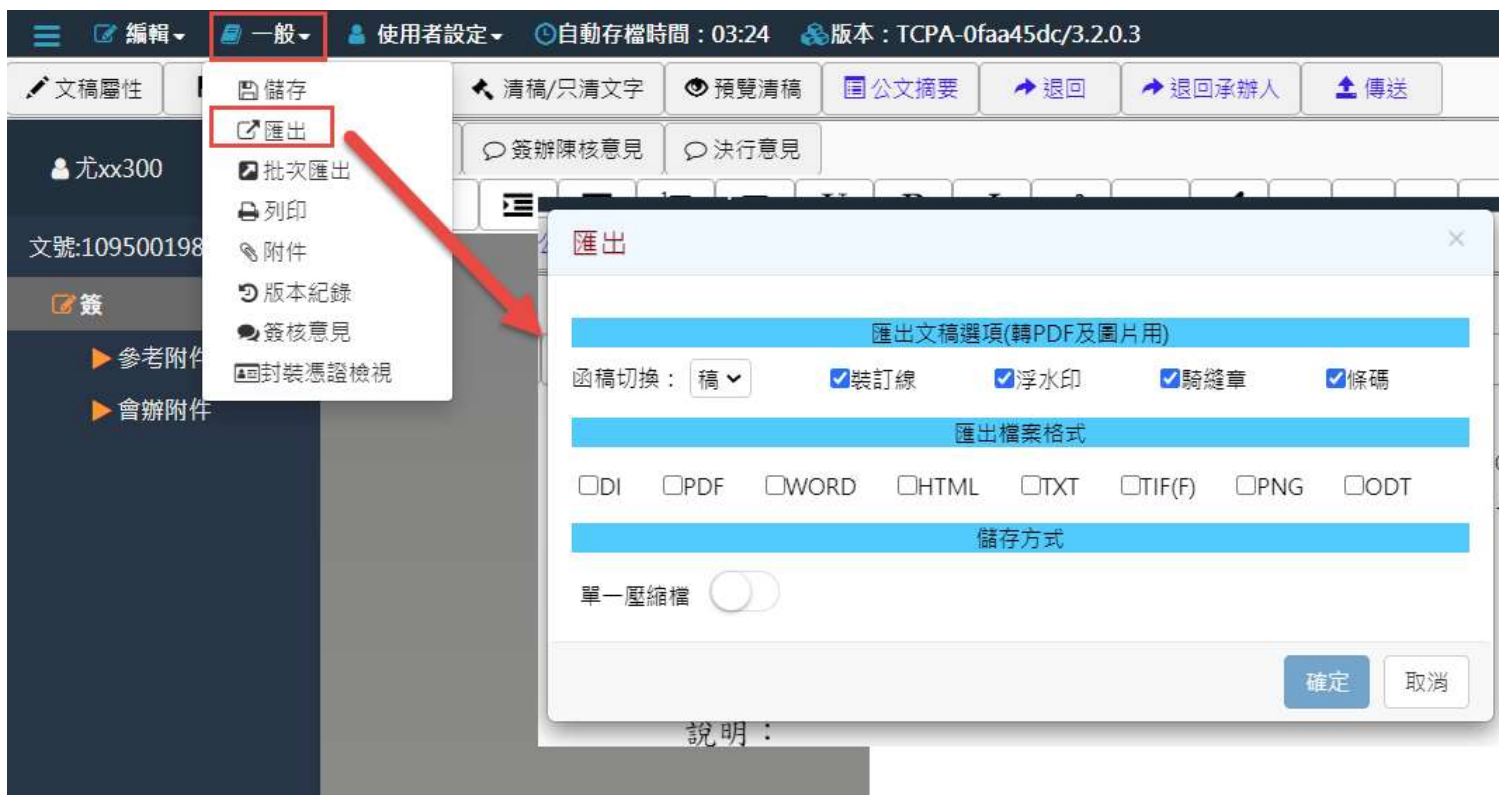 編輯 一般 使用者設定 自動存檔時間：03:24 版本：TCPA-0faa45dc/3.2.0.3
文稿屬性 清稿/只清文字 預覽清稿 公文摘要 退回 退回承辦人 傳送
簽辦陳核意見 決行意見
儲存
匯出
批次匯出
列印
附件
版本紀錄
簽核意見
封裝憑證檢視
尤xx300
文號:109500198
簽
參考附件
會辦附件
匯出 ×
匯出文稿選項(轉PDF及圖片用)
函稿切換： 稿 裝訂線 浮水印 騎縫章 條碼
匯出檔案格式
DI PDF WORD HTML TXT TIF(F) PNG ODT
儲存方式
單一壓縮檔
確定 取消
說明：